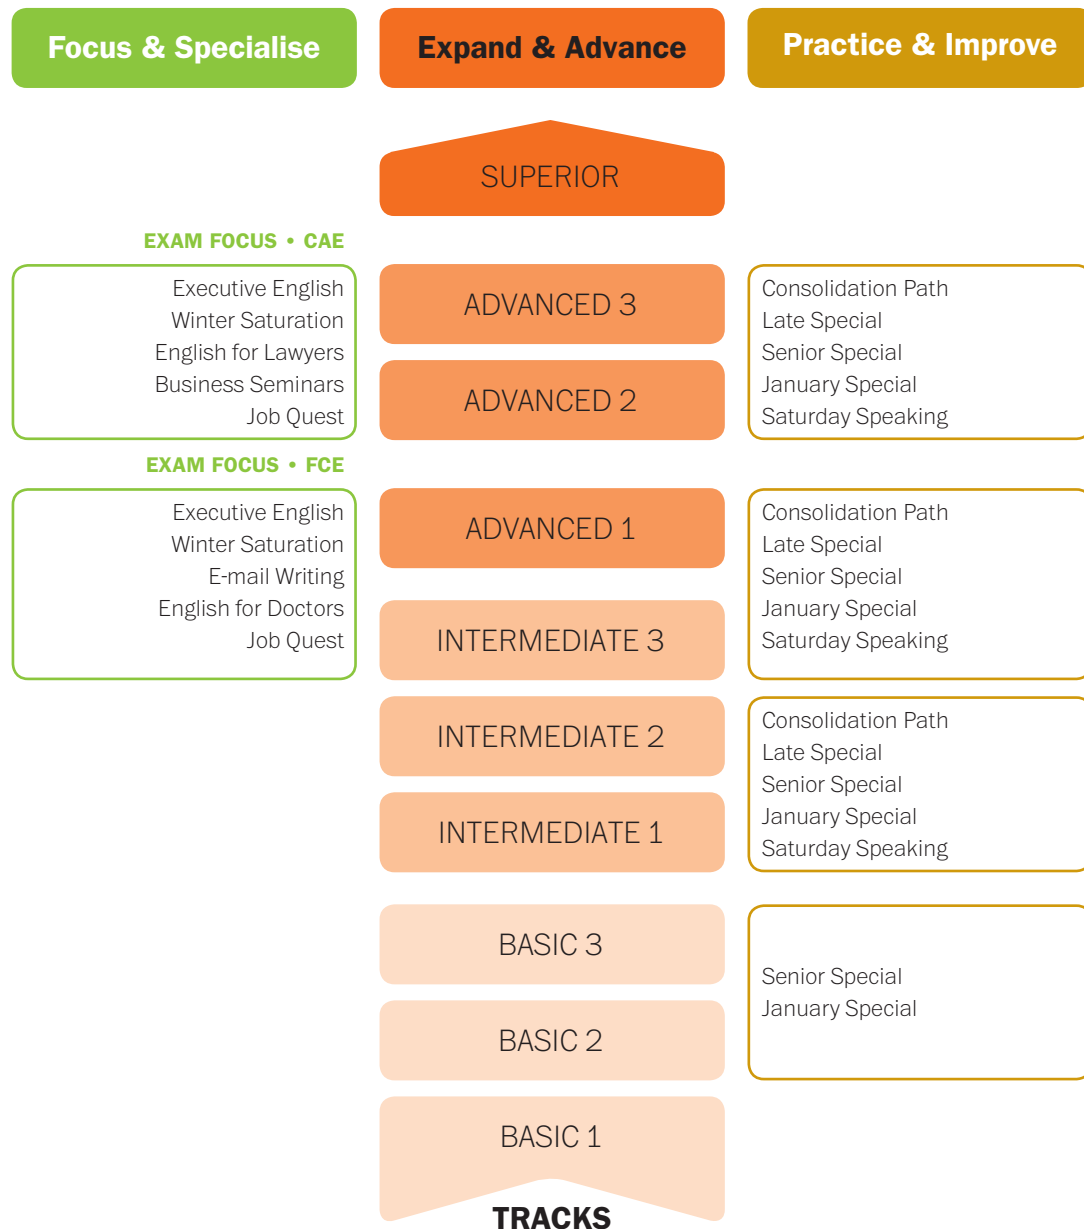 Focus & Specialise
Expand & Advance
Practice & Improve
SUPERIOR
EXAM FOCUS • CAE
Executive English
Winter Saturation
English for Lawyers
Business Seminars
Job Quest
ADVANCED 3
ADVANCED 2
Consolidation Path
Late Special
Senior Special
January Special
Saturday Speaking
EXAM FOCUS • FCE
Executive English
Winter Saturation
E-mail Writing
English for Doctors
Job Quest
ADVANCED 1
INTERMEDIATE 3
Consolidation Path
Late Special
Senior Special
January Special
Saturday Speaking
INTERMEDIATE 2
INTERMEDIATE 1
Consolidation Path
Late Special
Senior Special
January Special
Saturday Speaking
BASIC 3
BASIC 2
Senior Special
January Special
BASIC 1
TRACKS